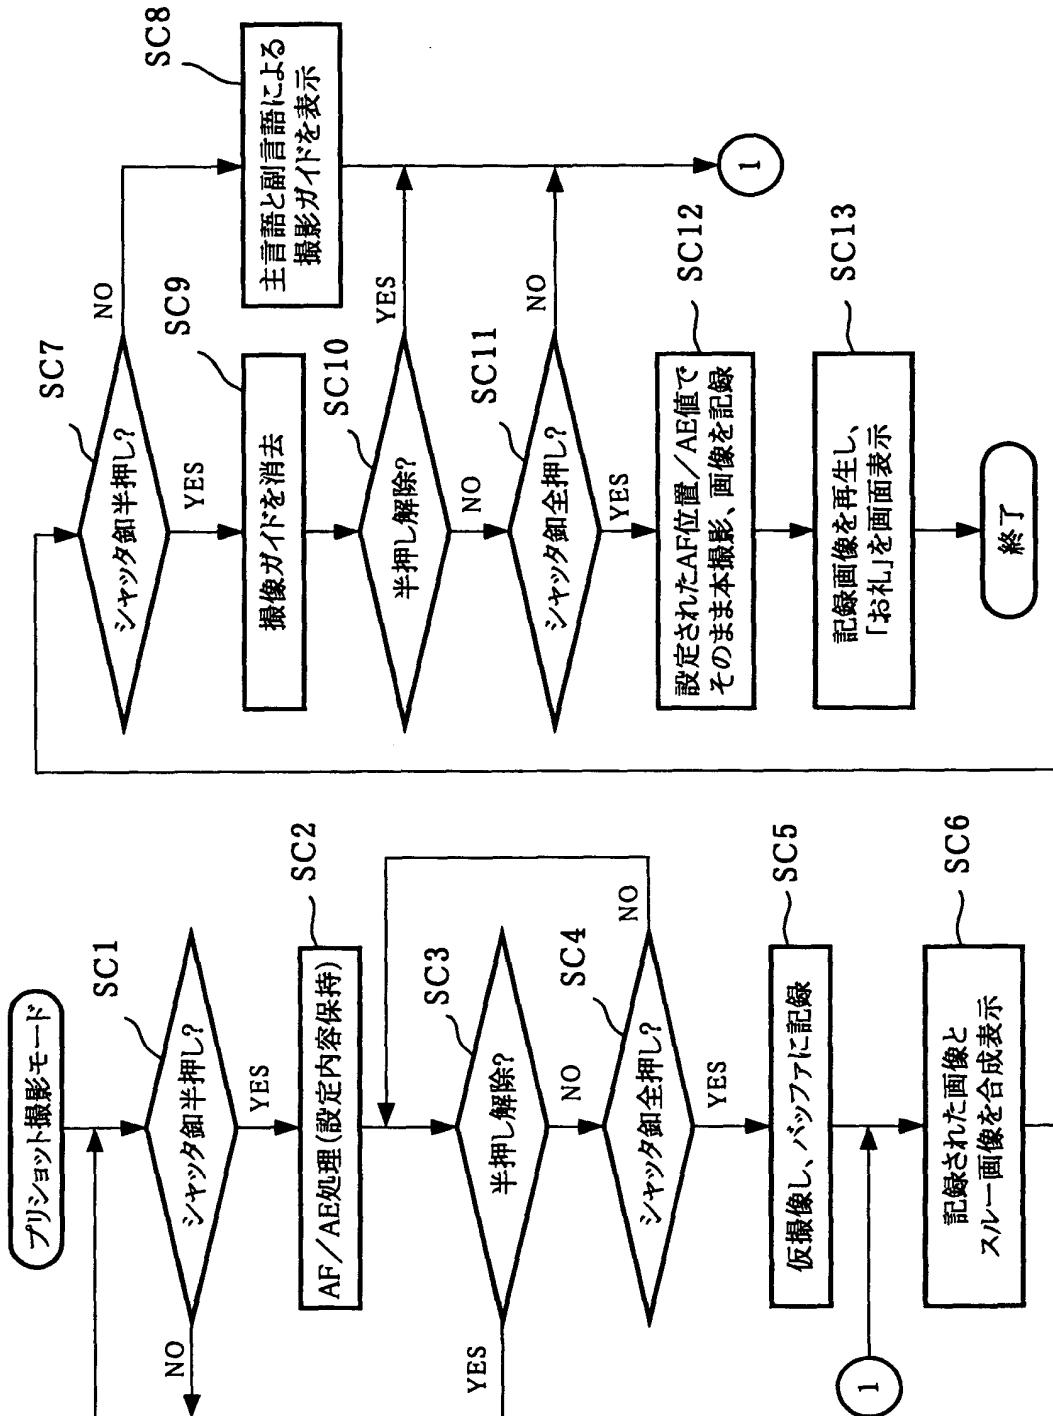 プリショット撮影モード
SC1
シャッタ釦半押し?
NO
YES
SC2
AF/AE処理(設定内容保持)
SC3
半押し解除?
YES
NO
SC4
シャッタ釦全押し?
NO
YES
SC5
仮撮像し、バッファに記録
1
SC6
記録された画像と
スルー画像を合成表示
SC7
シャッタ釦半押し?
NO
YES
SC8
主言語と副言語による
撮影ガイドを表示
SC9
撮像ガイドを消去
SC10
半押し解除?
YES
NO
SC11
シャッタ釦全押し?
NO
YES
1
SC12
設定されたAF位置/AE値で
そのまま本撮影、画像を記録
SC13
記録画像を再生し、
「お礼」を画面表示
終了